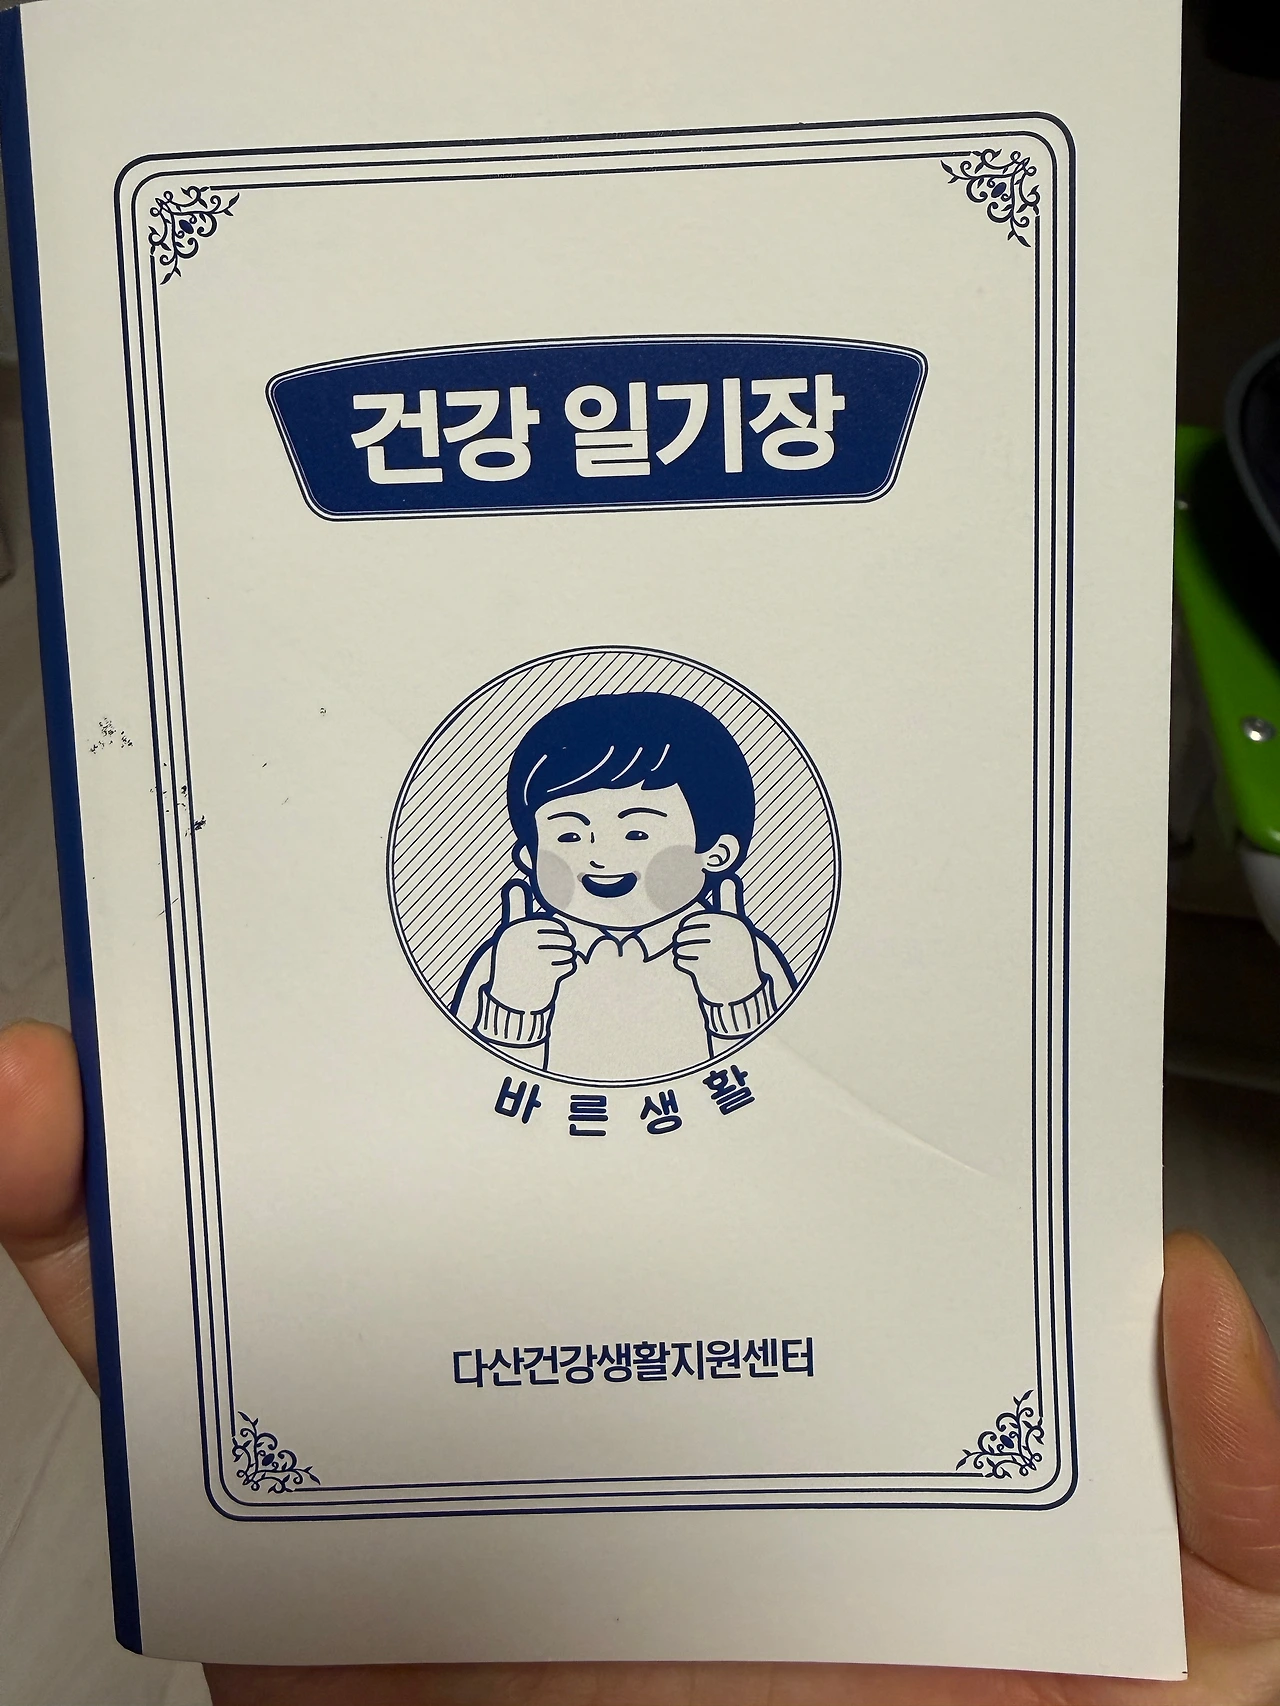 건강 일기장
바른생활
다산건강생활지원센터